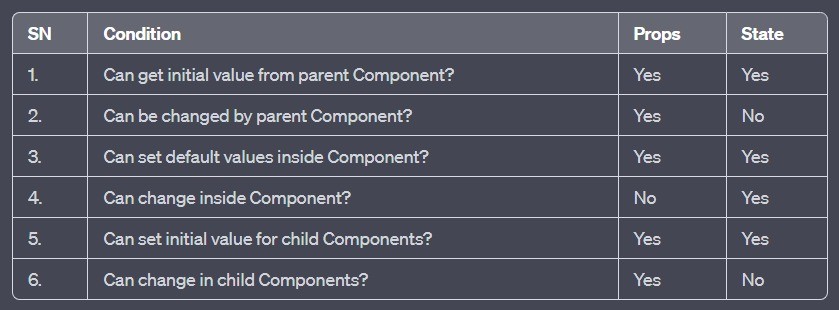 SN Condition Props State
1. Can get initial value from parent Component? Yes Yes
2. Can be changed by parent Component? Yes No
3. Can set default values inside Component? Yes Yes
4. Can change inside Component? No Yes
5. Can set initial value for child Components? Yes Yes
6. Can change in child Components? Yes No